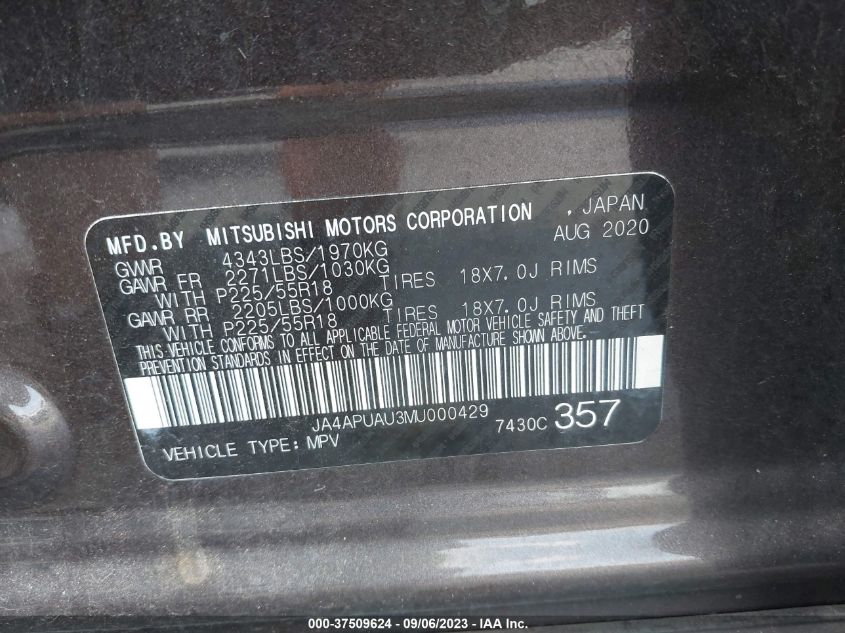 MFD.BY MITSUBISHI MOTORS CORPORATION , JAPAN
AUG 2020
GVWR 4343LBS/1970KG
GAWR FR 2271LBS/1030KG
WITH P225/55R18 TIRES 18X7.0J RIMS
GAWR RR 2205LBS/1000KG
WITH P225/55R18 TIRES 18X7.0J RIMS
THIS VEHICLE CONFORMS TO ALL APPLICABLE FEDERAL MOTOR VEHICLE SAFETY AND THEFT
PREVENTION STANDARDS IN EFFECT ON THE DATE OF MANUFACTURE SHOWN ABOVE.
JA4APUAU3MU000429
VEHICLE TYPE: MPV 7430C 357
000-37509624 - 09/06/2023 - IAA Inc.